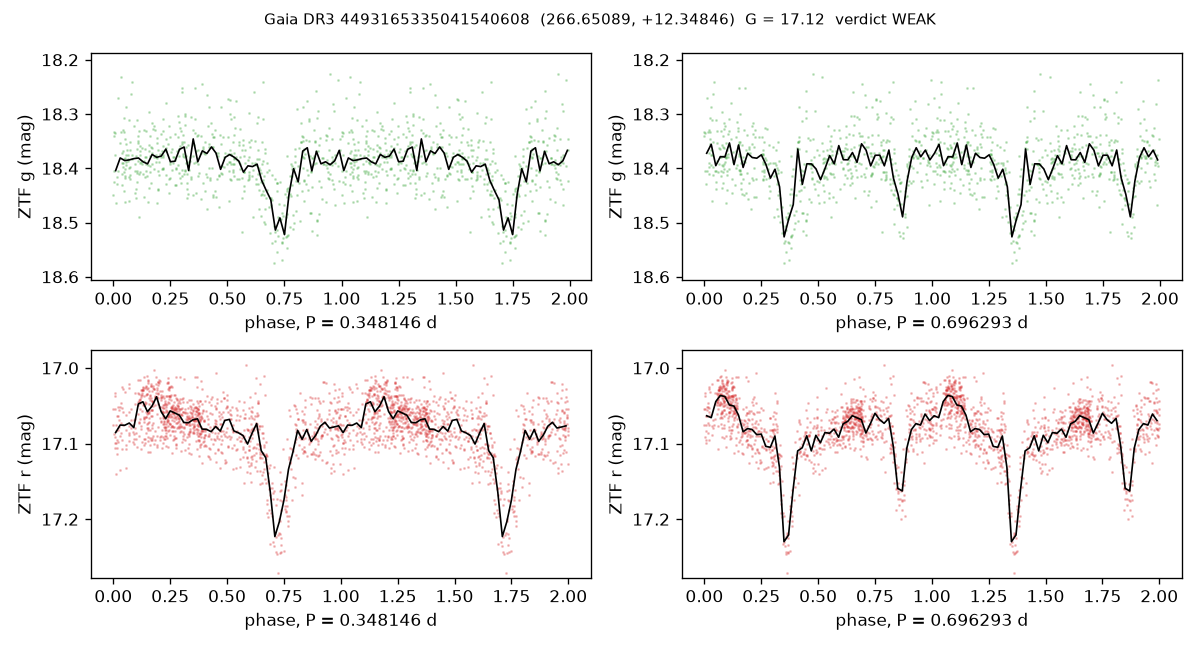 Gaia DR3 4493165335041540608 (266.65089, +12.34846) G = 17.12 verdict WEAK
ZTF g (mag)
18.2
18.3
18.4
18.5
18.6
0.00 0.25 0.50 0.75 1.00 1.25 1.50 1.75 2.00
phase, P = 0.348146 d
ZTF g (mag)
18.2
18.3
18.4
18.5
18.6
0.00 0.25 0.50 0.75 1.00 1.25 1.50 1.75 2.00
phase, P = 0.696293 d
ZTF r (mag)
17.0
17.1
17.2
0.00 0.25 0.50 0.75 1.00 1.25 1.50 1.75 2.00
phase, P = 0.348146 d
ZTF r (mag)
17.0
17.1
17.2
0.00 0.25 0.50 0.75 1.00 1.25 1.50 1.75 2.00
phase, P = 0.696293 d